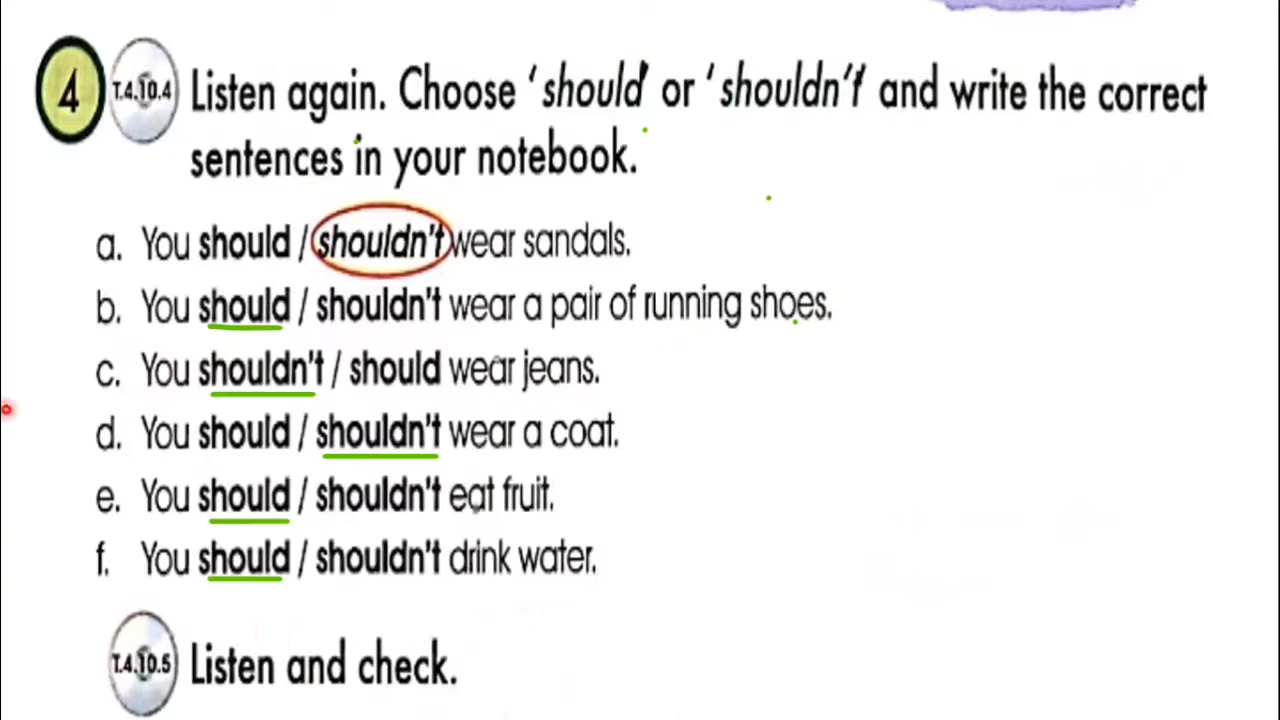 4 T.4.10.4 Listen again. Choose 'should' or 'shouldn't' and write the correct
sentences in your notebook.
a. You should / shouldn't wear sandals.
b. You should / shouldn't wear a pair of running shoes.
c. You shouldn't / should wear jeans.
d. You should / shouldn't wear a coat.
e. You should / shouldn't eat fruit.
f. You should / shouldn't drink water.
T.4.10.5 Listen and check.